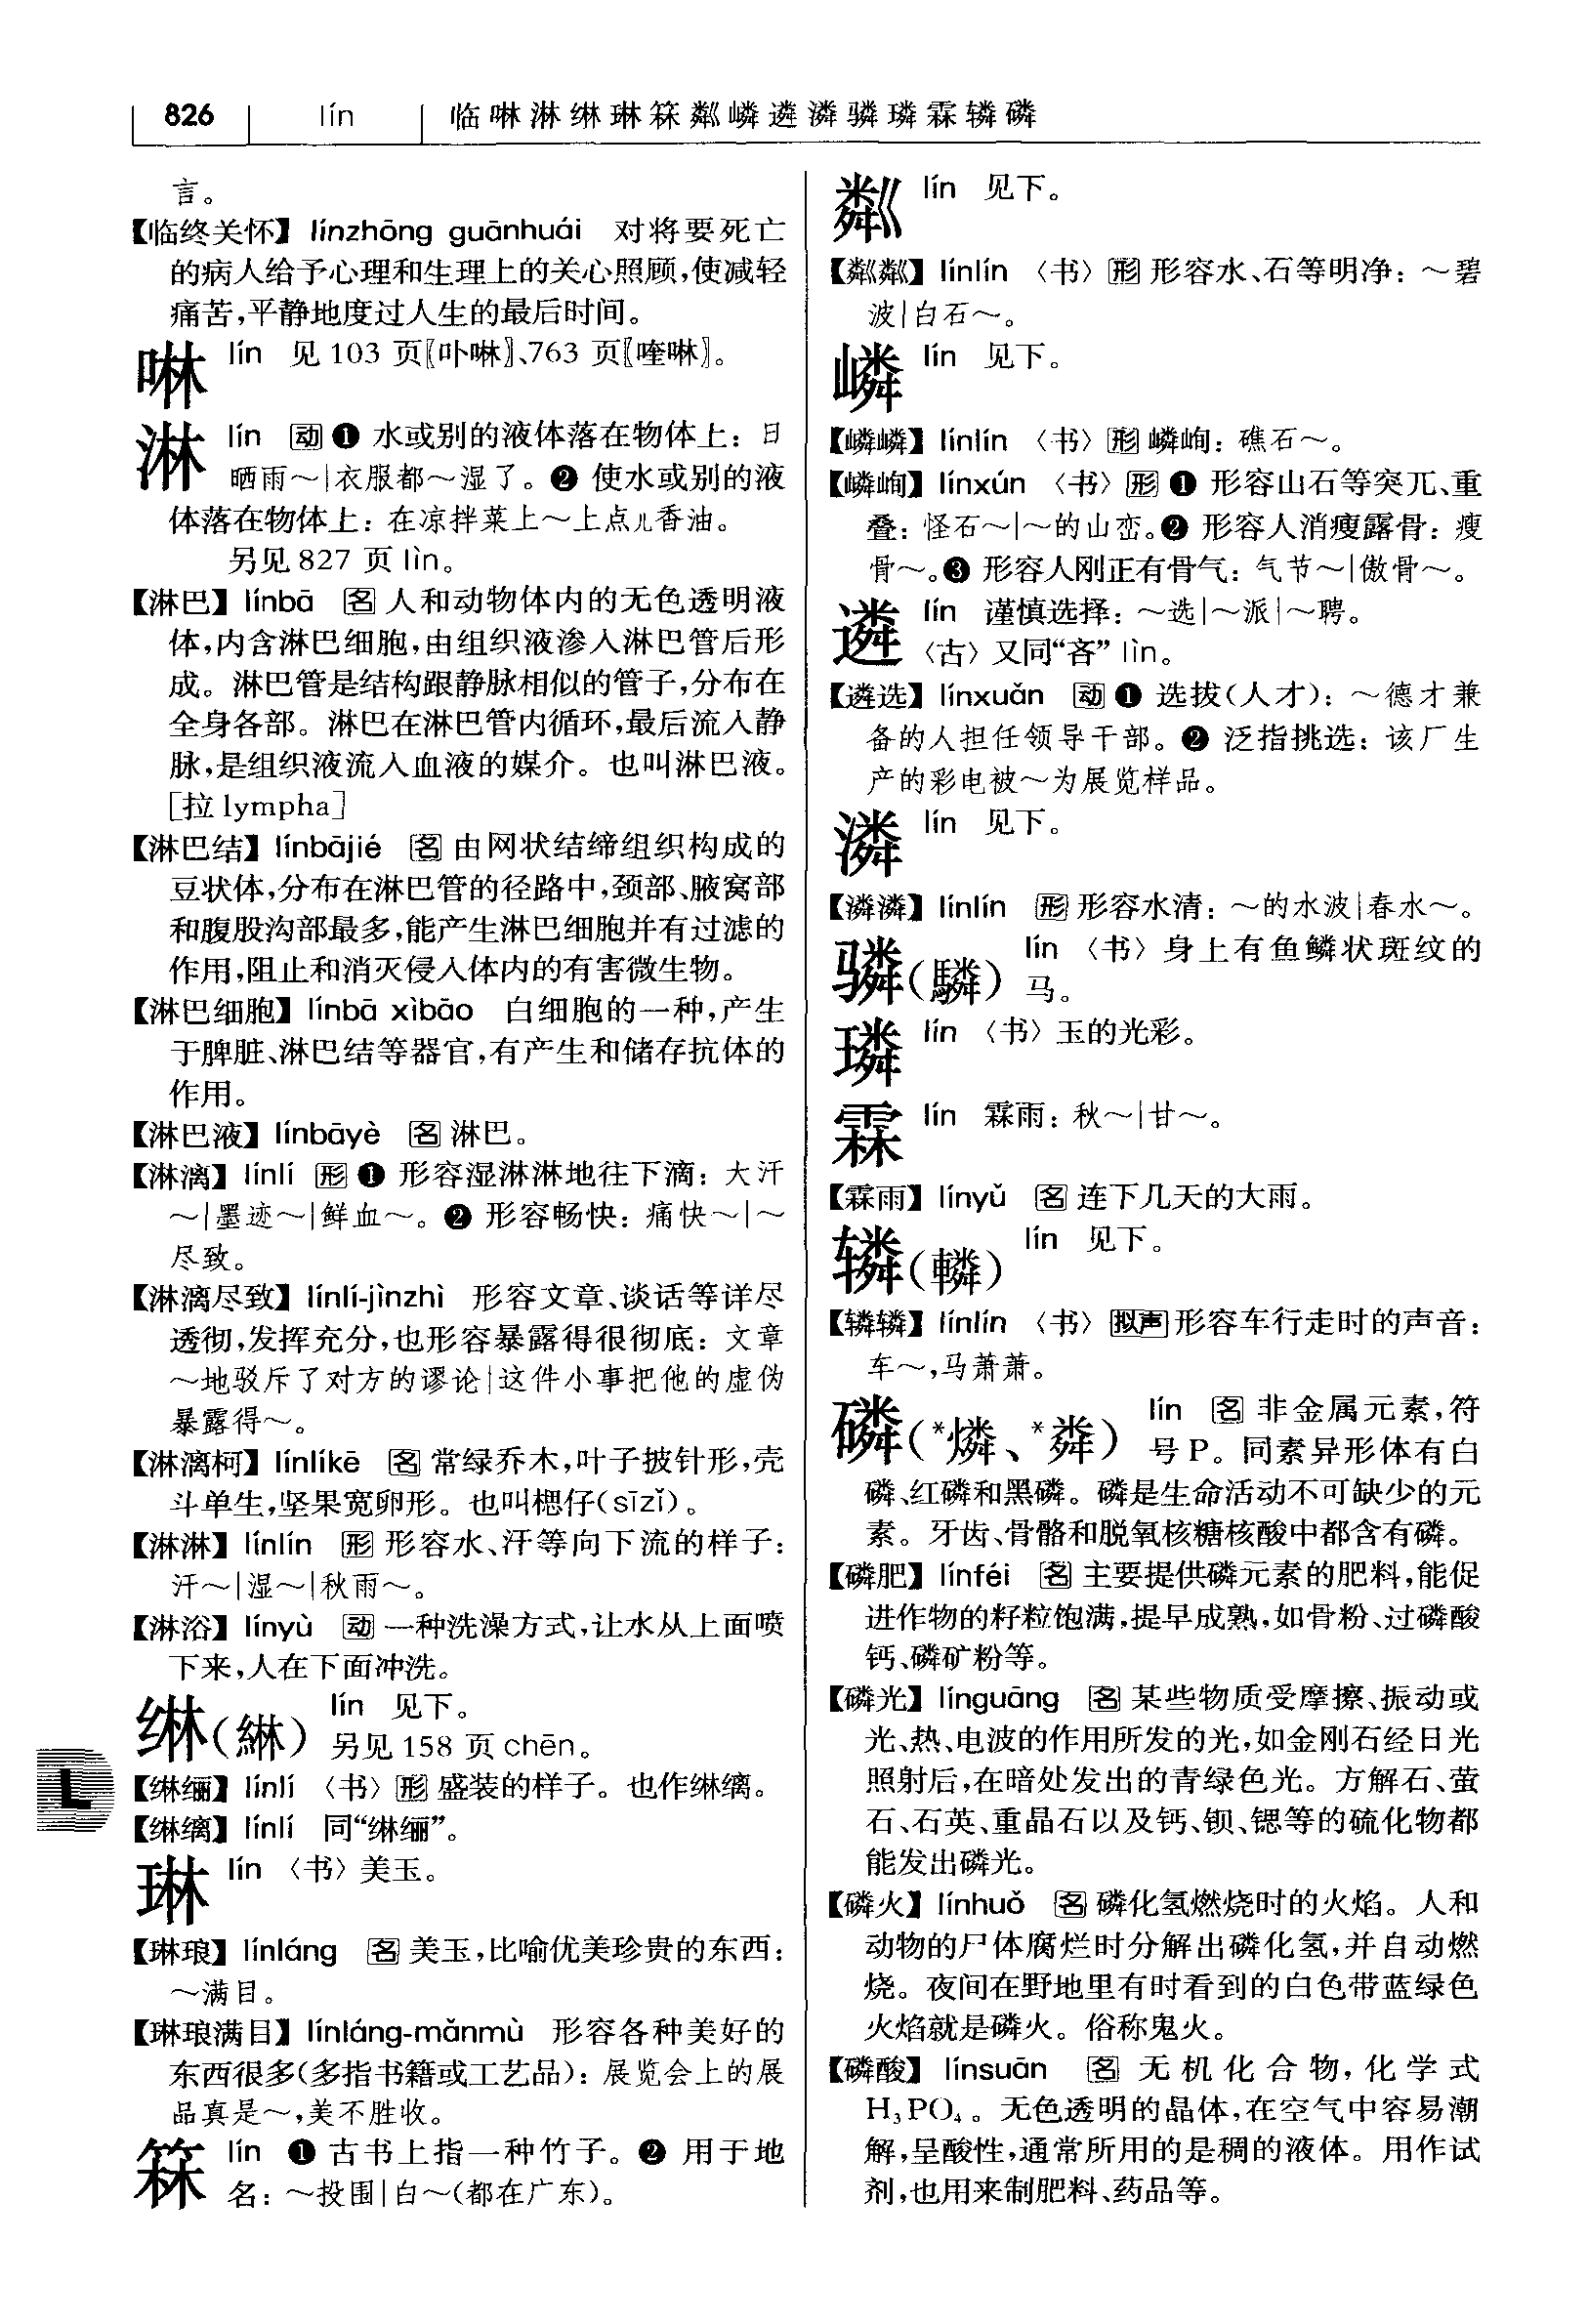 826 lín 临啉淋綝琳箖粼嶙遴潾骦璘霖辚磷
言。
【临终关怀】 línzhōng guānhuái 对将要死亡
的病人给予心理和生理上的关心照顾,使减轻
痛苦,平静地度过人生的最后时间。
啉 lín 见 103 页〖卟啉〗、763 页〖喹啉〗。
淋 lín 动 ❶ 水或别的液体落在物体上：日
晒雨～|衣服都～湿了。❷ 使水或别的液
体落在物体上：在凉拌菜上～上点儿香油。
另见 827 页 lìn。
【淋巴】 línbā 名 人和动物体内的无色透明液
体,内含淋巴细胞,由组织液渗入淋巴管后形
成。淋巴管是结构跟静脉相似的管子,分布在
全身各部。淋巴在淋巴管内循环,最后流入静
脉,是组织液流入血液的媒介。也叫淋巴液。
[拉 lympha]
【淋巴结】 línbājié 名 由网状结缔组织构成的
豆状体,分布在淋巴管的径路中,颈部、腋窝部
和腹股沟部最多,能产生淋巴细胞并有过滤的
作用,阻止和消灭侵入体内的有害微生物。
【淋巴细胞】 línbā xìbāo 白细胞的一种,产生
于脾脏、淋巴结等器官,有产生和储存抗体的
作用。
【淋巴液】 línbāyè 名 淋巴。
【淋漓】 línlí 形 ❶ 形容湿淋淋地往下滴：大汗
～|墨迹～|鲜血～。❷ 形容畅快：痛快～|～
尽致。
【淋漓尽致】 línlí-jìnzhì 形容文章、谈话等详尽
透彻,发挥充分,也形容暴露得很彻底：文章
～地驳斥了对方的谬论|这件小事把他的虚伪
暴露得～。
【淋漓柯】 línlíkē 名 常绿乔木,叶子披针形,壳
斗单生,坚果宽卵形。也叫楒仔(sīzǐ)。
【淋淋】 línlín 形 形容水、汗等向下流的样子：
汗～|湿～|秋雨～。
【淋浴】 línyù 动 一种洗澡方式,让水从上面喷
下来,人在下面冲洗。
𬘭(綝) lín 见下。
另见 158 页 chēn。
【𬘭𫄥】 línlí 〈书〉 形 盛装的样子。也作𬘭缡。
【𬘭缡】 línlí 同“𬘭𫄥”。
琳 lín 〈书〉 美玉。
【琳琅】 línláng 名 美玉,比喻优美珍贵的东西：
～满目。
【琳琅满目】 línláng-mǎnmù 形容各种美好的
东西很多(多指书籍或工艺品)：展览会上的展
品真是～,美不胜收。
箖 lín ❶ 古书上指一种竹子。❷ 用于地
名：～投围|白～(都在广东)。
粼 lín 见下。
【粼粼】 línlín 〈书〉 形 形容水、石等明净：～碧
波|白石～。
嶙 lín 见下。
【嶙嶙】 línlín 〈书〉 形 嶙峋：礁石～。
【嶙峋】 línxún 〈书〉 形 ❶ 形容山石等突兀、重
叠：怪石～|～的山峦。❷ 形容人消瘦露骨：瘦
骨～。❸ 形容人刚正有骨气：气节～|傲骨～。
遴 lín 谨慎选择：～选|～派|～聘。
〈古〉 又同“吝” lìn。
【遴选】 línxuǎn 动 ❶ 选拔(人才)：～德才兼
备的人担任领导干部。❷ 泛指挑选：该厂生
产的彩电被～为展览样品。
潾 lín 见下。
【潾潾】 línlín 形 形容水清：～的水波|春水～。
𬴊(驎) lín 〈书〉 身上有鱼鳞状斑纹的
马。
璘 lín 〈书〉 玉的光彩。
霖 lín 霖雨：秋～|甘～。
【霖雨】 línyǔ 名 连下几天的大雨。
辚(轔) lín 见下。
【辚辚】 línlín 〈书〉 拟声 形容车行走时的声音：
车～,马萧萧。
磷(*燐、*粦) lín 名 非金属元素,符
号 P。同素异形体有白
磷、红磷和黑磷。磷是生命活动不可缺少的元
素。牙齿、骨骼和脱氧核糖核酸中都含有磷。
【磷肥】 línféi 名 主要提供磷元素的肥料,能促
进作物的籽粒饱满,提早成熟,如骨粉、过磷酸
钙、磷矿粉等。
【磷光】 línguāng 名 某些物质受摩擦、振动或
光、热、电波的作用所发的光,如金刚石经日光
照射后,在暗处发出的青绿色光。方解石、萤
石、石英、重晶石以及钙、钡、锶等的硫化物都
能发出磷光。
【磷火】 línhuǒ 名 磷化氢燃烧时的火焰。人和
动物的尸体腐烂时分解出磷化氢,并自动燃
烧。夜间在野地里有时看到的白色带蓝绿色
火焰就是磷火。俗称鬼火。
【磷酸】 línsuān 名 无机化合物,化学式
H₃PO₄。无色透明的晶体,在空气中容易潮
解,呈酸性,通常所用的是稠的液体。用作试
剂,也用来制肥料、药品等。
L